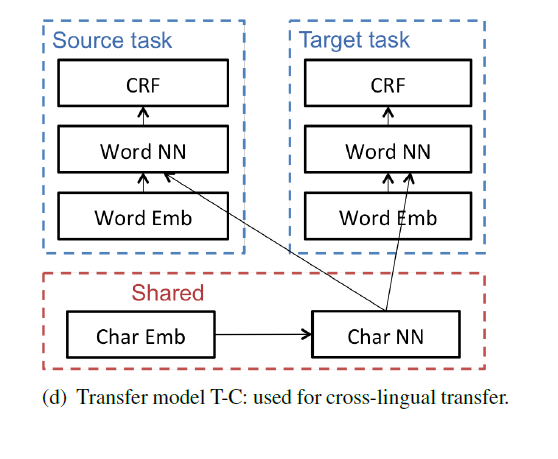 Source task
Target task
CRF
CRF
Word NN
Word NN
Word Emb
Word Emb
Shared
Char Emb
Char NN
(d) Transfer model T-C: used for cross-lingual transfer.